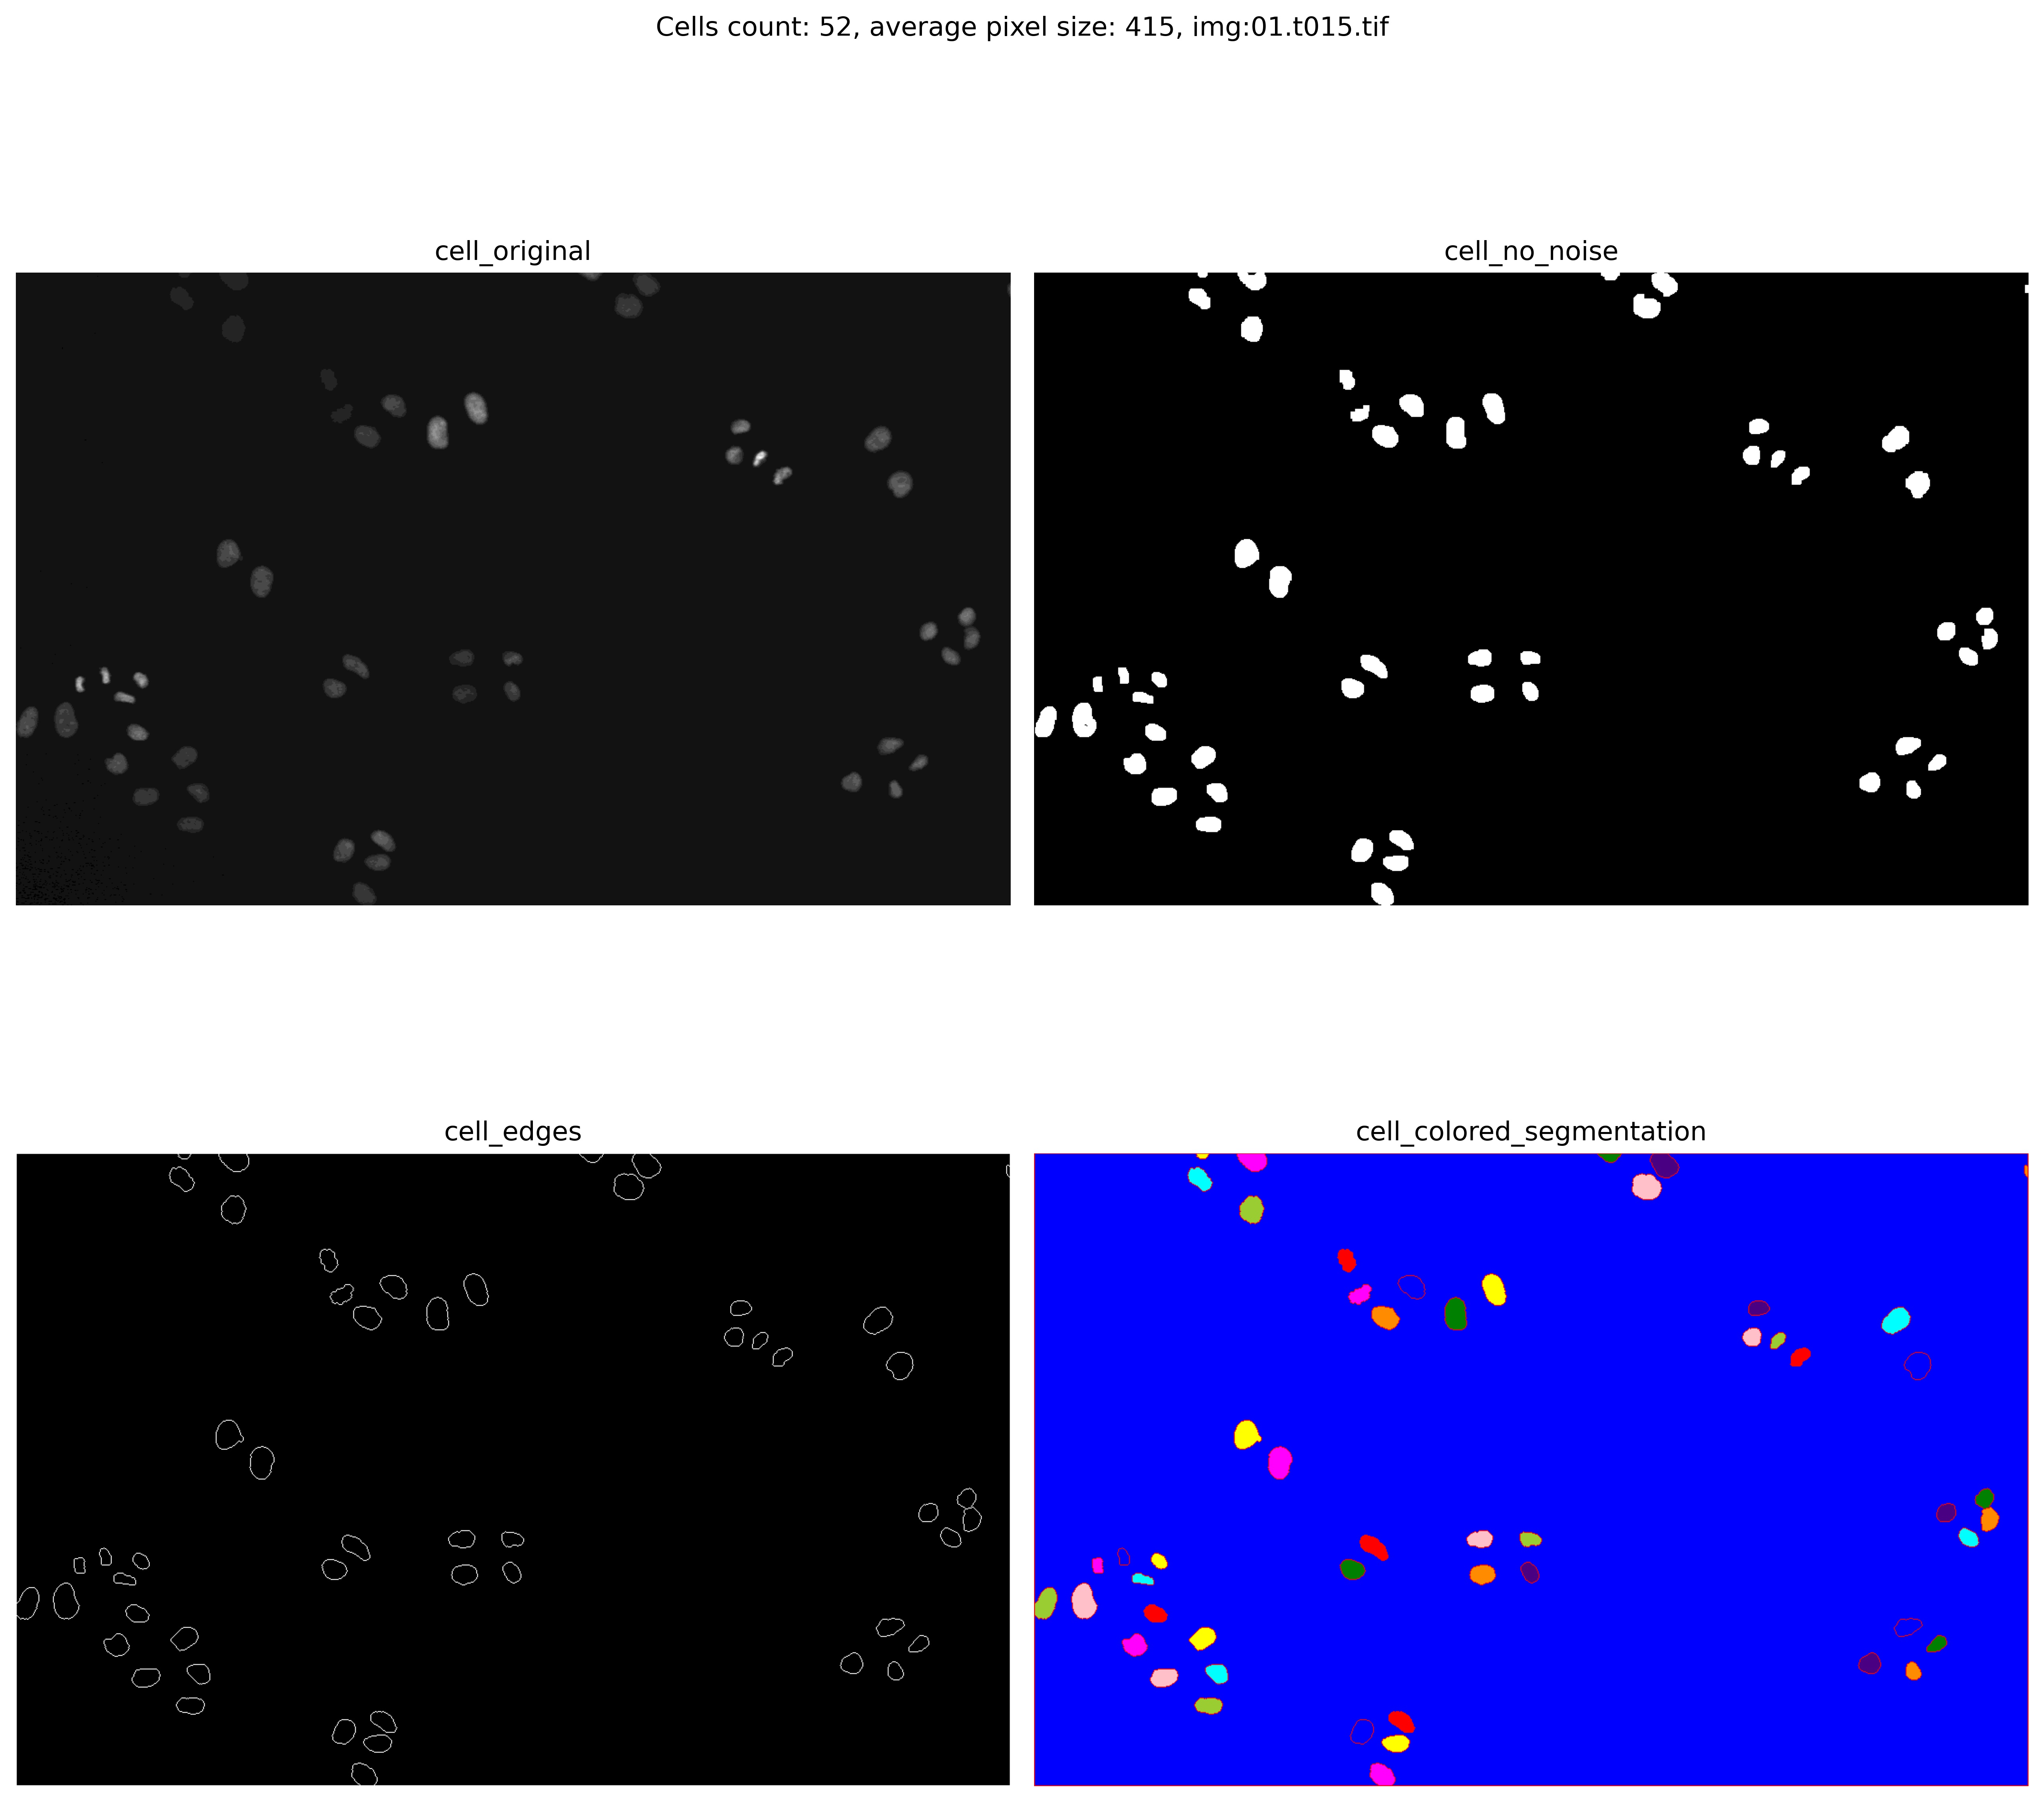 Cells count: 52, average pixel size: 415, img:01.t015.tif
cell_original
cell_no_noise
cell_edges
cell_colored_segmentation